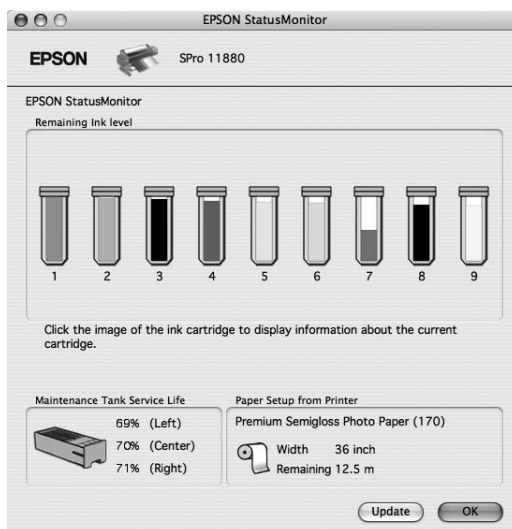 EPSON StatusMonitor
EPSON SPro 11880
EPSON StatusMonitor
Remaining Ink level
1 2 3 4 5 6 7 8 9
Click the image of the ink cartridge to display information about the current
cartridge.
Maintenance Tank Service Life
69% (Left)
70% (Center)
71% (Right)
Paper Setup from Printer
Premium Semigloss Photo Paper (170)
Width 36 inch
Remaining 12.5 m
Update OK